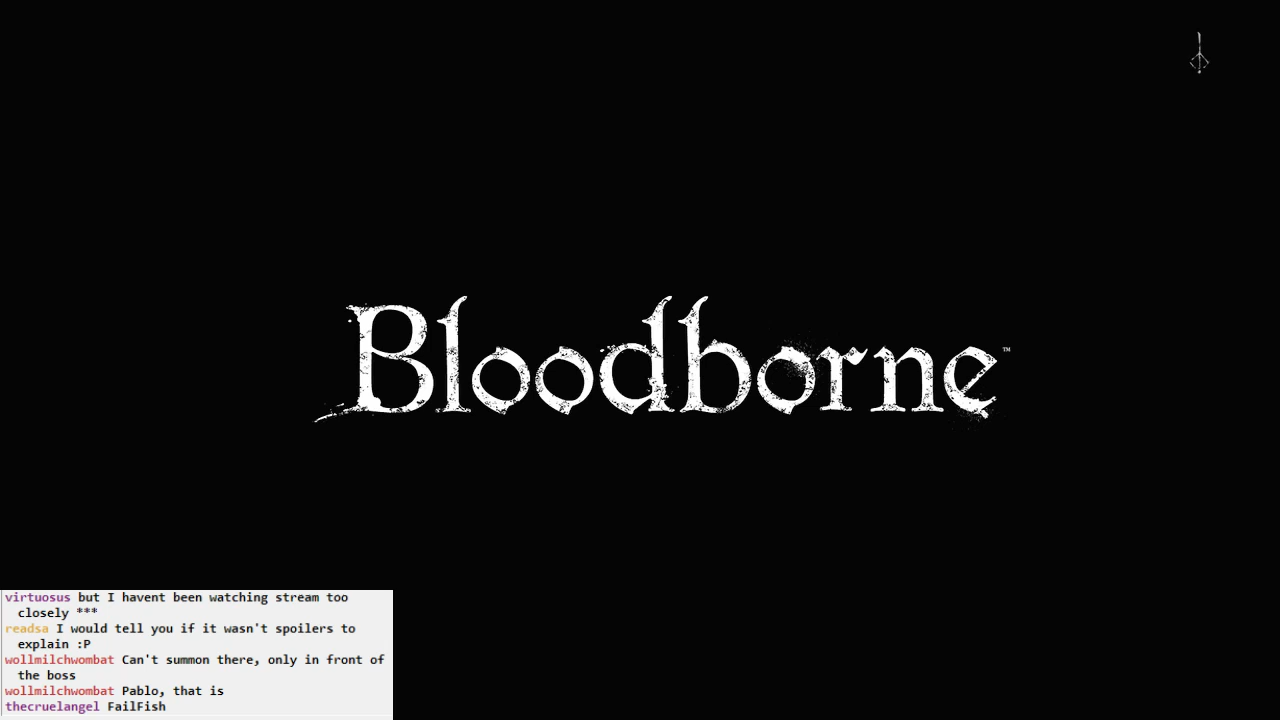 Bloodborne™
virtuosus but I havent been watching stream too
closely ***
readsa I would tell you if it wasn't spoilers to
explain :P
wollmilchwombat Can't summon there, only in front of
the boss
wollmilchwombat Pablo, that is
thecruelangel FailFish